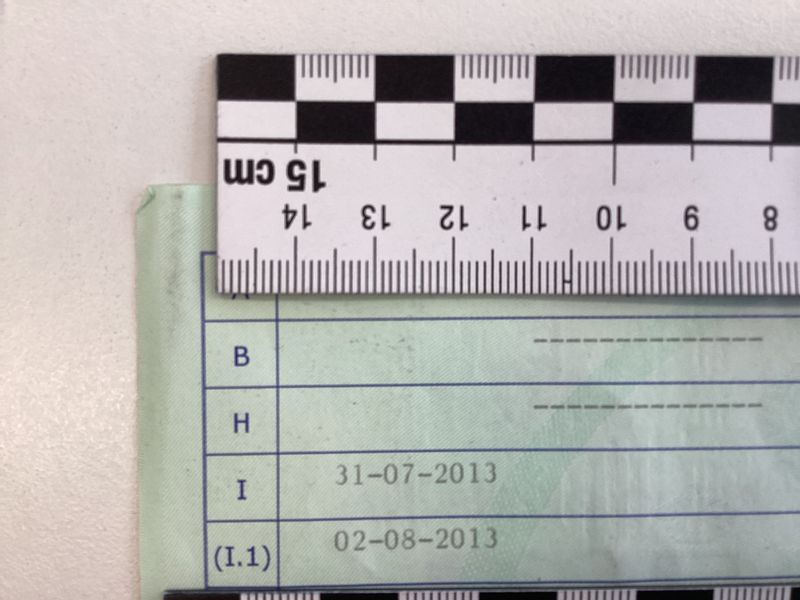 15 cm
14 13 12 11 10 9 8
B ---------------
H ---------------
I 31-07-2013
(I.1) 02-08-2013